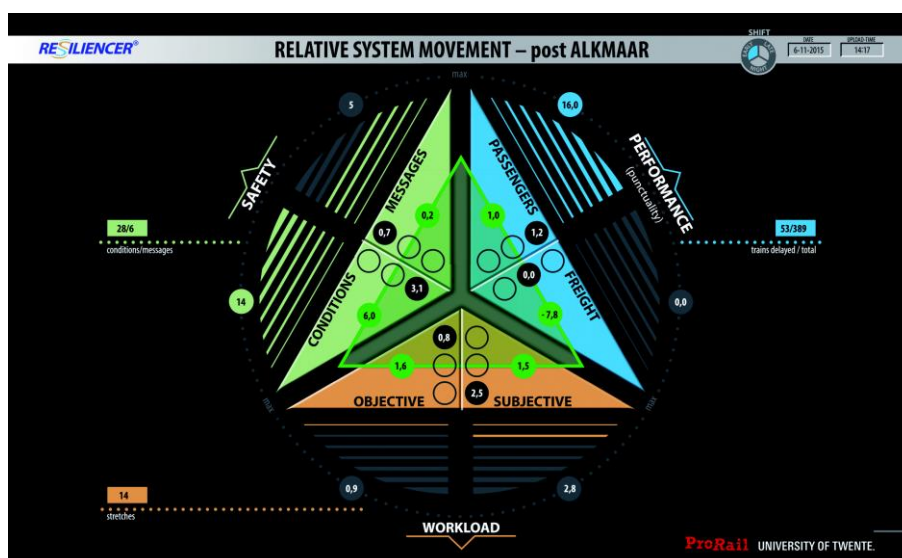 RESILIENCER®
RELATIVE SYSTEM MOVEMENT – post ALKMAAR
SHIFT
EARLY
LATE
NIGHT
DATE
6-11-2015
UPLOAD-TIME
14:17
max
5
16,0
SAFETY
MESSAGES
PASSENGERS
PERFORMANCE
(punctuality)
28/6
conditions/messages
53/389
trains delayed / total
0,2
1,0
0,7
1,2
3,1
0,0
14
CONDITIONS
FREIGHT
0,0
6,0
- 7,8
0,8
1,6
1,5
2,5
max
OBJECTIVE
SUBJECTIVE
max
0,9
2,8
14
stretches
WORKLOAD
ProRail
UNIVERSITY OF TWENTE.